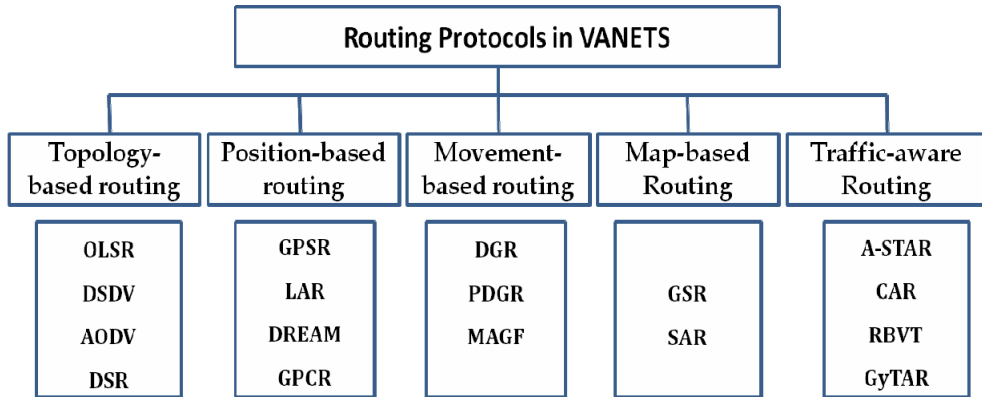 Routing Protocols in VANETS
Topology-
based routing
Position-based
routing
Movement-
based routing
Map-based
Routing
Traffic-aware
Routing
OLSR
DSDV
AODV
DSR
GPSR
LAR
DREAM
GPCR
DGR
PDGR
MAGF
GSR
SAR
A-STAR
CAR
RBVT
GyTAR